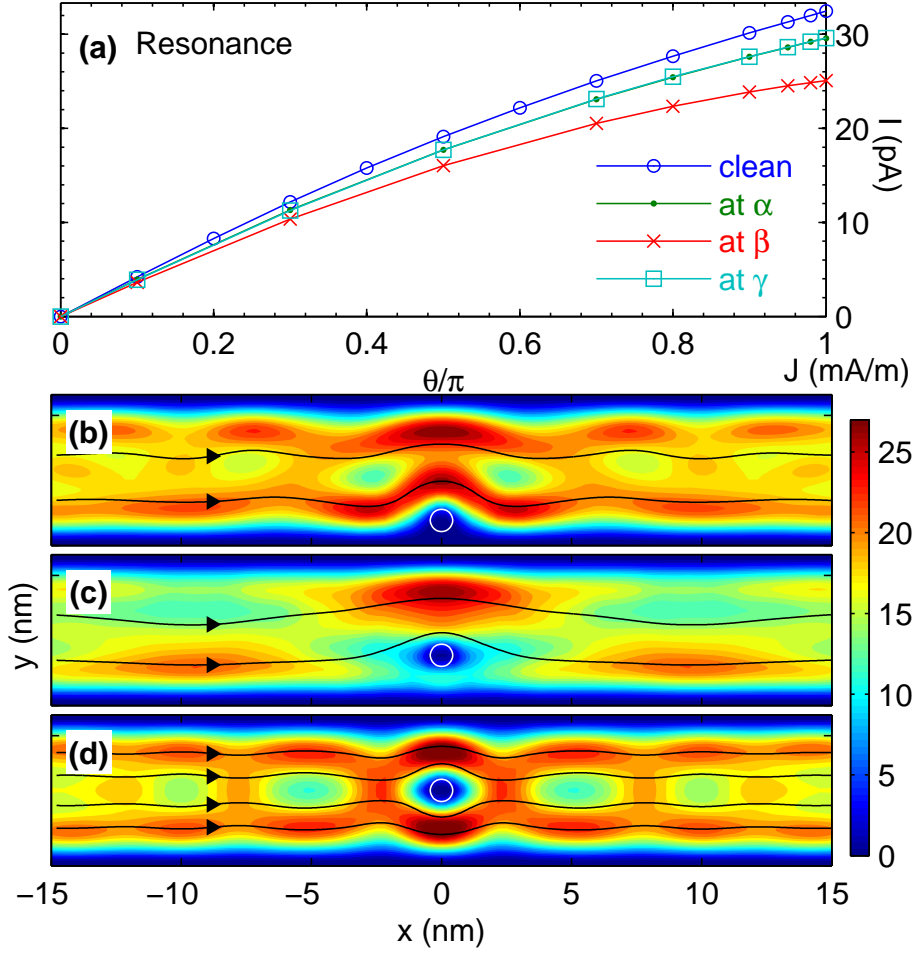 (a) Resonance
30
20
10
0
I (pA)
clean
at α
at β
at γ
0 0.2 0.4 0.6 0.8 1
θ/π
J (mA/m)
(b)
(c)
(d)
y (nm)
25
20
15
10
5
0
−15 −10 −5 0 5 10 15
x (nm)